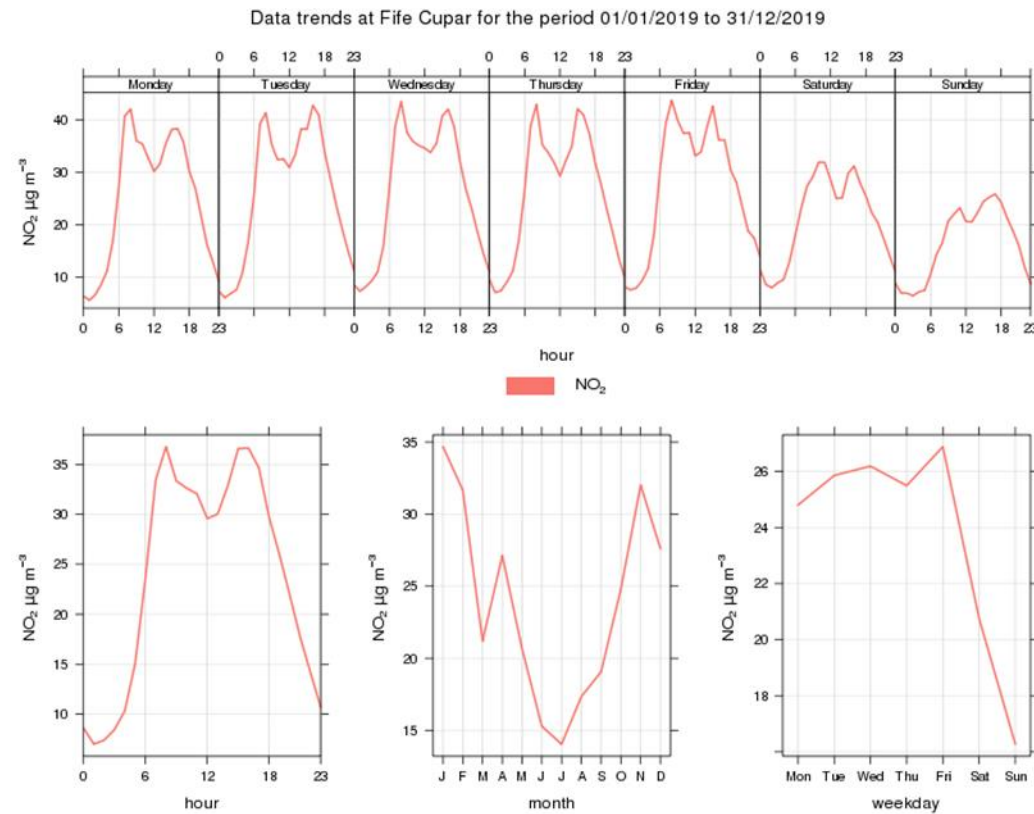 Data trends at Fife Cupar for the period 01/01/2019 to 31/12/2019
0 6 12 18 23 0 6 12 18 23 0 6 12 18 23
Monday Tuesday Wednesday Thursday Friday Saturday Sunday
NO₂ µg m⁻³
40
30
20
10
0 6 12 18 23 0 6 12 18 23 0 6 12 18 23 0 6 12 18 23
hour
NO₂
NO₂ µg m⁻³
35
30
25
20
15
10
0 6 12 18 23
hour
NO₂ µg m⁻³
35
30
25
20
15
J F M A M J J A S O N D
month
NO₂ µg m⁻³
26
24
22
20
18
Mon Tue Wed Thu Fri Sat Sun
weekday